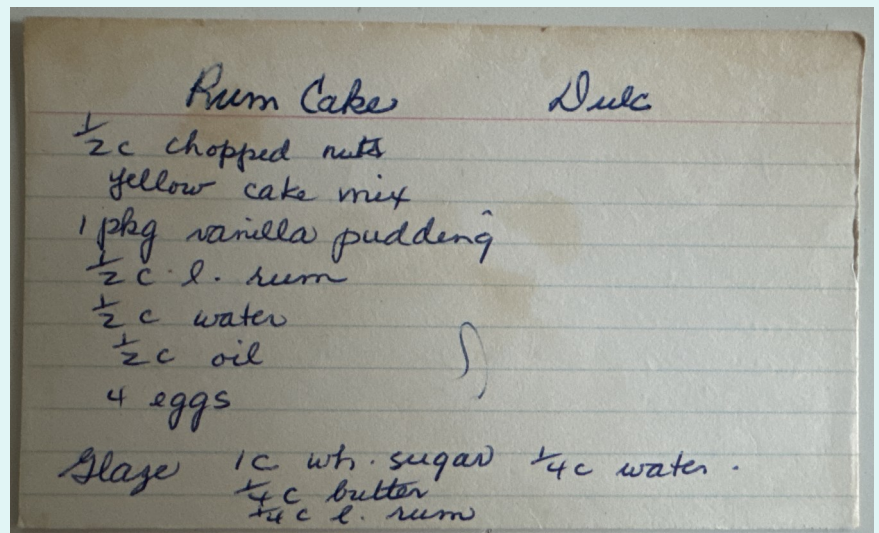 Rum Cake Dulc
1/2 c chopped nuts
yellow cake mix
1 pkg vanilla pudding
1/2 c. l. rum
1/2 c water
1/2 c oil
4 eggs
Glaze 1 c wh. sugar 1/4 c water.
1/4 c butter
1/4 c l. rum